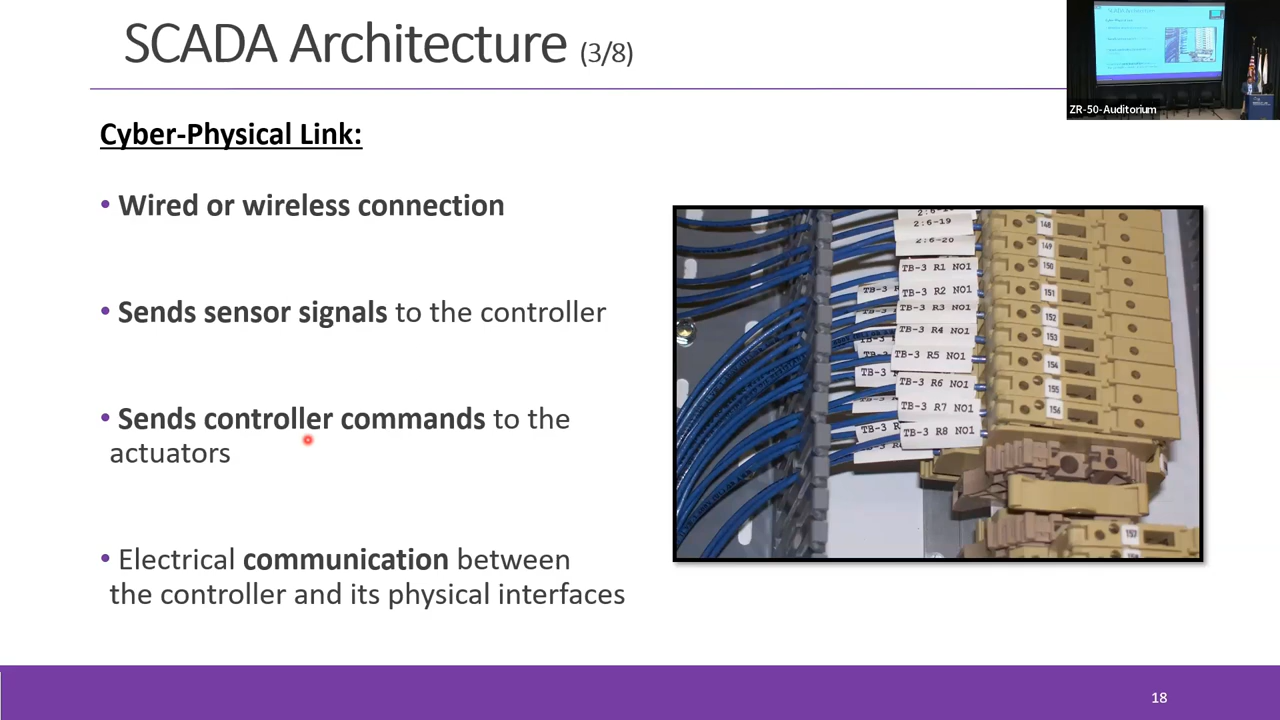 SCADA Architecture (3/8)
ZR-50-Auditorium
Cyber-Physical Link:
• Wired or wireless connection
• Sends sensor signals to the controller
• Sends controller commands to the
actuators
• Electrical communication between
the controller and its physical interfaces
2:6-19
2:6-20
TB-3 R1 NO1
TB-3 R2 NO1
TB-3 R3 NO1
TB-3 R4 NO1
TB-3 R5 NO1
TB-3 R6 NO1
TB-3 R7 NO1
TB-3 R8 NO1
148
149
150
151
152
153
154
155
156
157
18